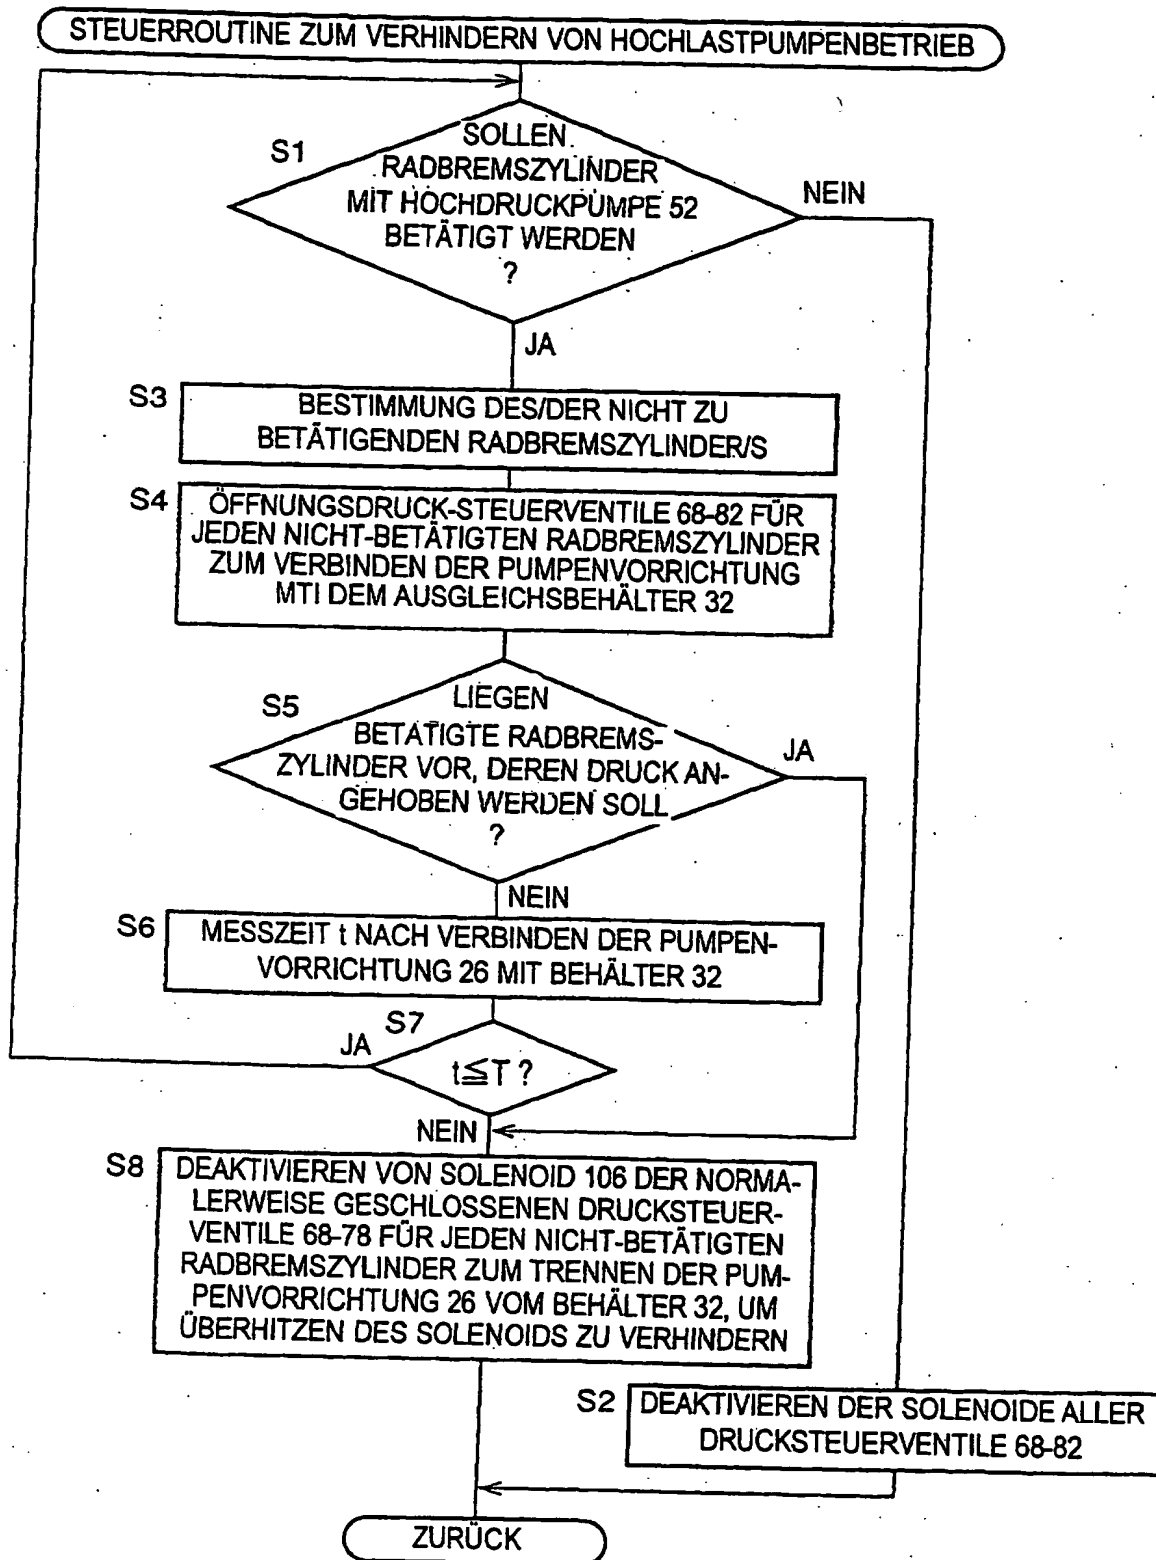 STEUERROUTINE ZUM VERHINDERN VON HOCHLASTPUMPENBETRIEB
S1
SOLLEN
RADBREMSZYLINDER
MIT HOCHDRUCKPUMPE 52
BETÄTIGT WERDEN
?
NEIN
JA
S3
BESTIMMUNG DES/DER NICHT ZU
BETÄTIGENDEN RADBREMSZYLINDER/S
S4
ÖFFNUNGSDRUCK-STEUERVENTILE 68-82 FÜR
JEDEN NICHT-BETÄTIGTEN RADBREMSZYLINDER
ZUM VERBINDEN DER PUMPENVORRICHTUNG
MTI DEM AUSGLEICHSBEHÄLTER 32
S5
LIEGEN
BETÄTIGTE RADBREMS-
ZYLINDER VOR, DEREN DRUCK AN-
GEHOBEN WERDEN SOLL
?
JA
NEIN
S6
MESSZEIT t NACH VERBINDEN DER PUMPEN-
VORRICHTUNG 26 MIT BEHÄLTER 32
S7
JA
t≦T ?
NEIN
S8
DEAKTIVIEREN VON SOLENOID 106 DER NORMA-
LERWEISE GESCHLOSSENEN DRUCKSTEUER-
VENTILE 68-78 FÜR JEDEN NICHT-BETÄTIGTEN
RADBREMSZYLINDER ZUM TRENNEN DER PUM-
PENVORRICHTUNG 26 VOM BEHÄLTER 32, UM
ÜBERHITZEN DES SOLENOIDS ZU VERHINDERN
S2
DEAKTIVIEREN DER SOLENOIDE ALLER
DRUCKSTEUERVENTILE 68-82
ZURÜCK